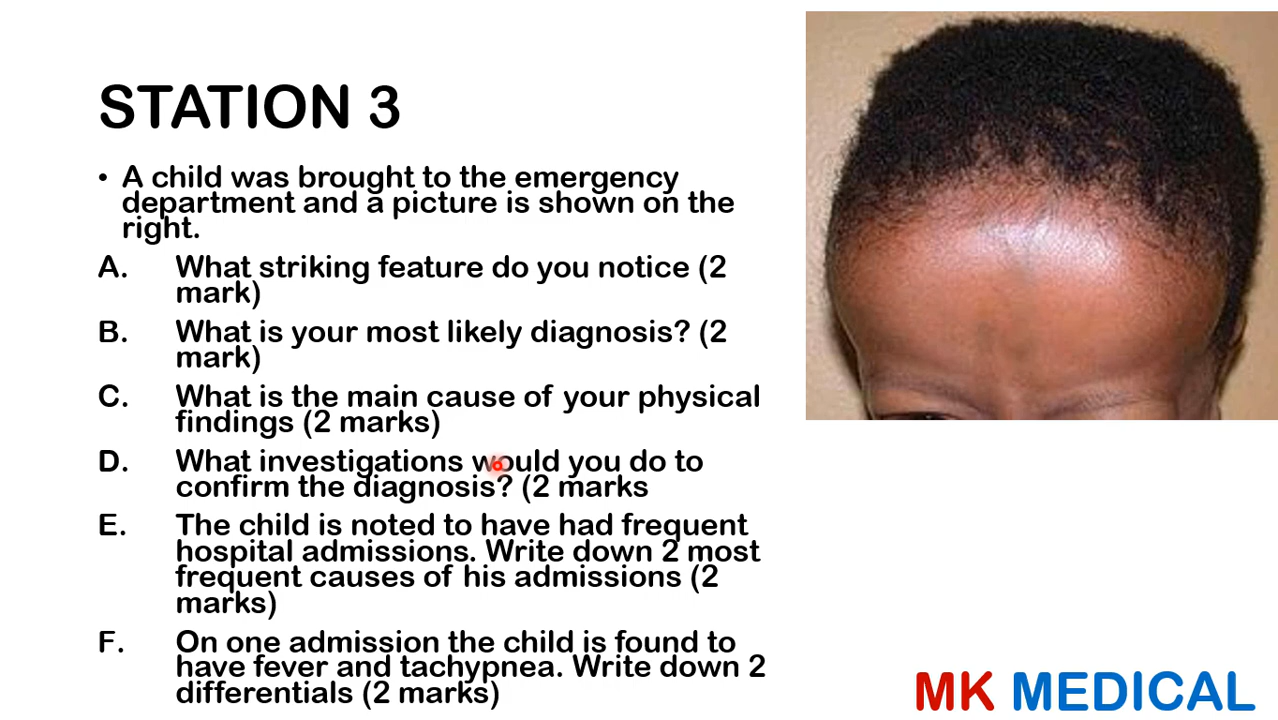 STATION 3
• A child was brought to the emergency
department and a picture is shown on the
right.
A. What striking feature do you notice (2
mark)
B. What is your most likely diagnosis? (2
mark)
C. What is the main cause of your physical
findings (2 marks)
D. What investigations would you do to
confirm the diagnosis? (2 marks
E. The child is noted to have had frequent
hospital admissions. Write down 2 most
frequent causes of his admissions (2
marks)
F. On one admission the child is found to
have fever and tachypnea. Write down 2
differentials (2 marks)
MK MEDICAL